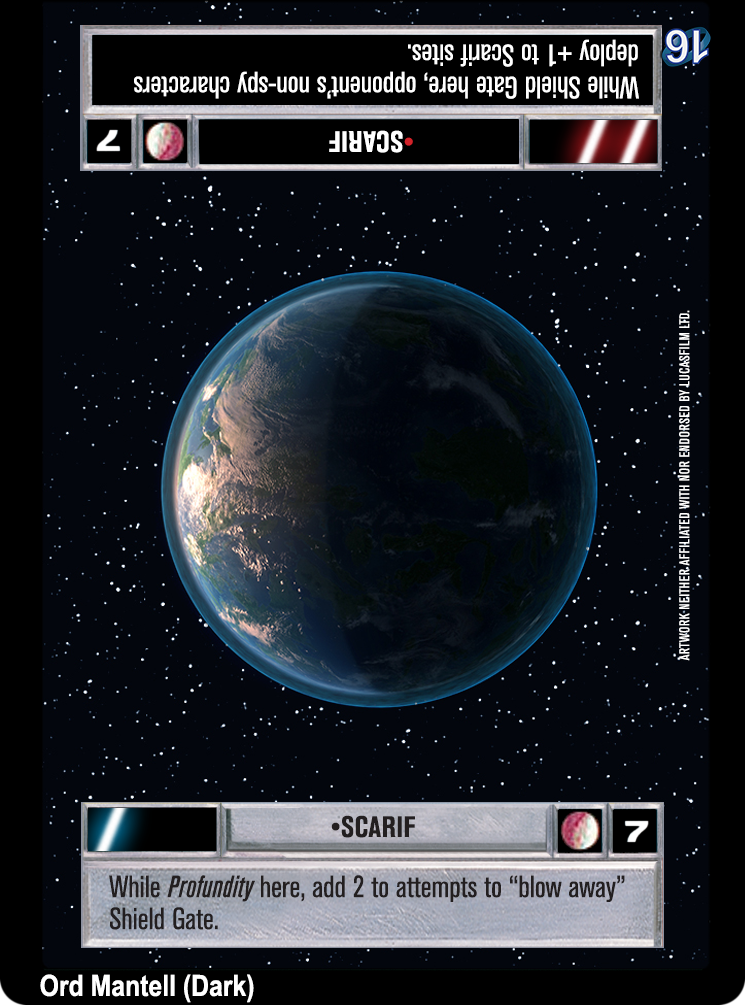 16
While Shield Gate here, opponent's non-spy characters
deploy +1 to Scarif sites.
•SCARIF
7
ARTWORK NEITHER AFFILIATED WITH NOR ENDORSED BY LUCASFILM LTD.
•SCARIF
7
While Profundity here, add 2 to attempts to “blow away”
Shield Gate.
Ord Mantell (Dark)